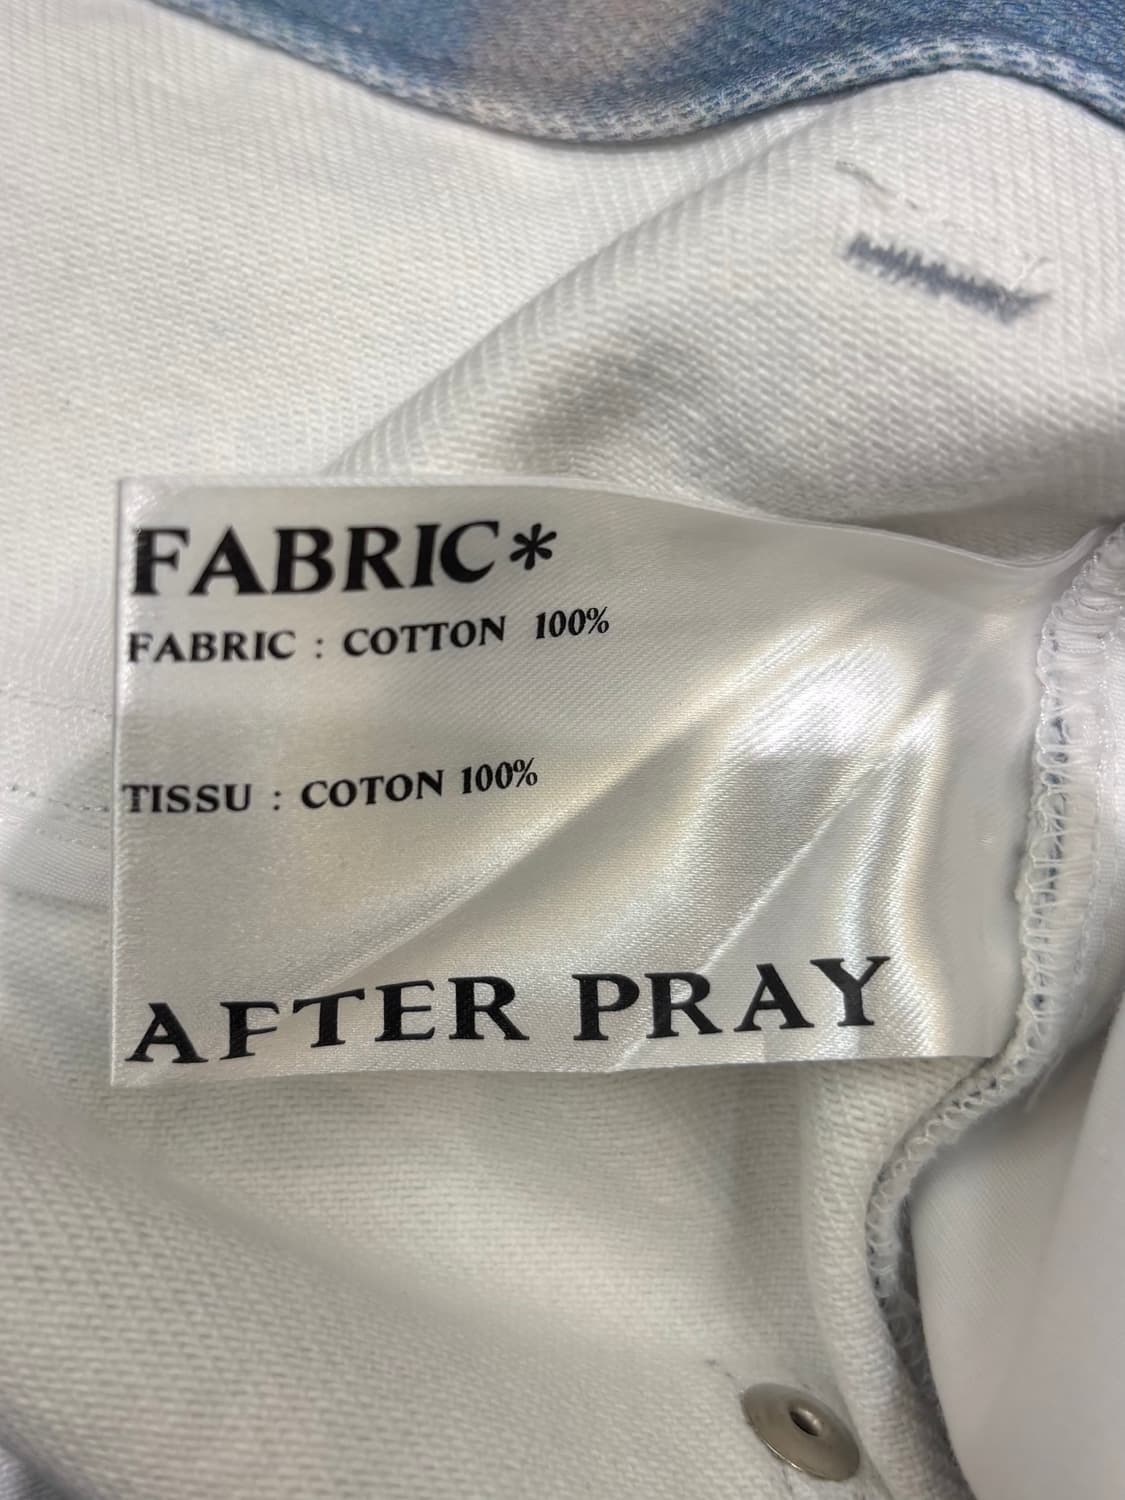 FABRIC*
FABRIC : COTTON 100%
TISSU : COTON 100%
AFTER PRAY